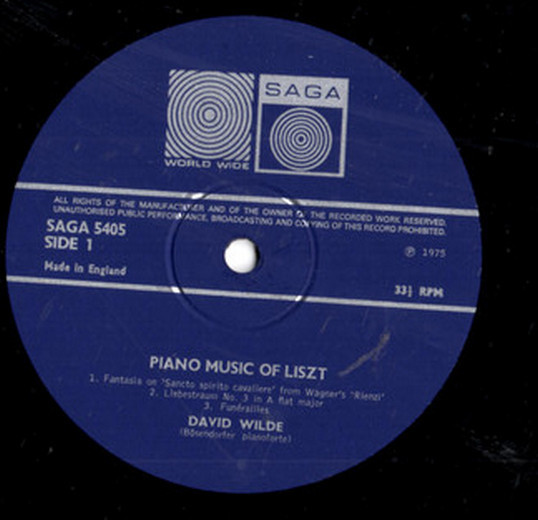 SAGA
WORLD WIDE
ALL RIGHTS OF THE MANUFACTURER AND OF THE OWNER OF THE RECORDED WORK RESERVED.
UNAUTHORISED PUBLIC PERFORMANCE, BROADCASTING AND COPYING OF THIS RECORD PROHIBITED.
SAGA 5405
SIDE 1
℗ 1975
Made in England
33⅓ RPM
PIANO MUSIC OF LISZT
1. Fantasia on 'Sancto spirito cavaliere' from Wagner's "Rienzi"
2. Liebestraum No. 3 in A flat major
3. Funérailles
DAVID WILDE
(Bösendorfer pianoforte)